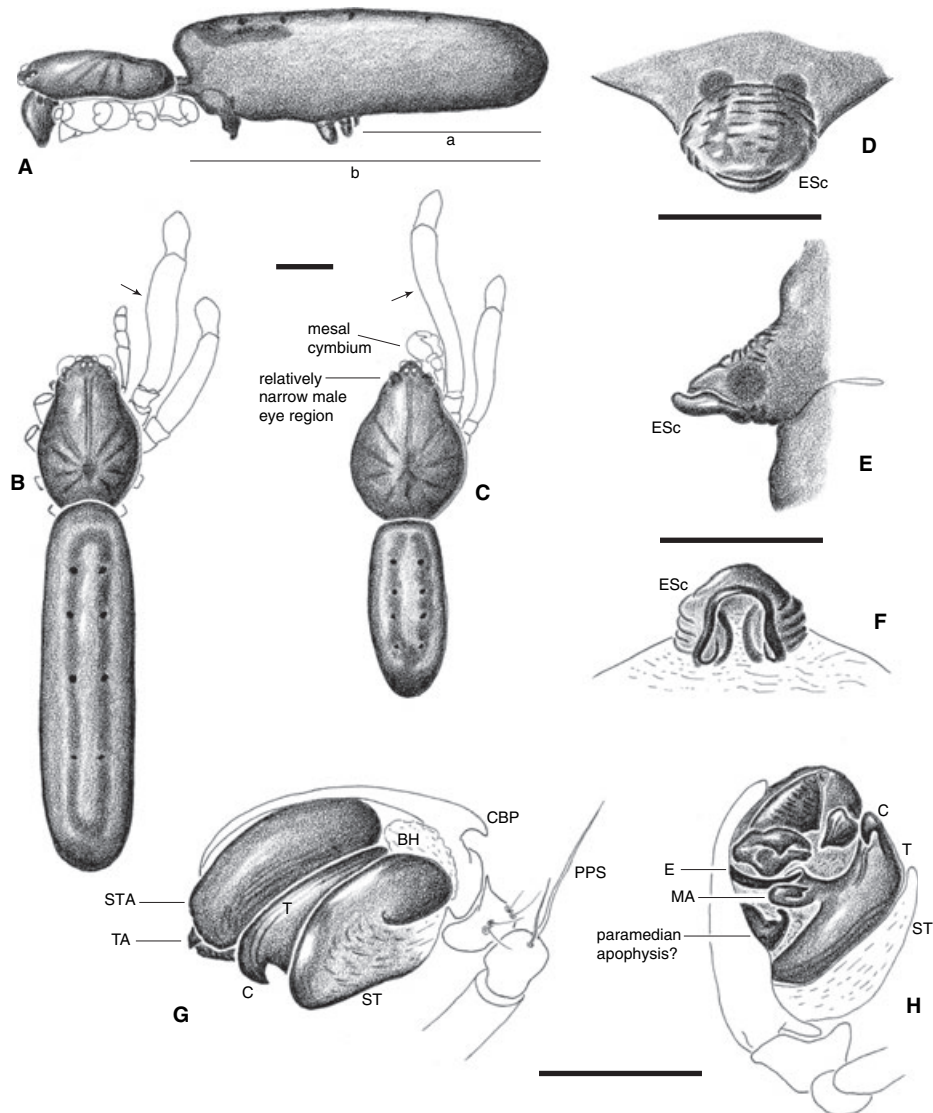 a
A
b
D
ESc
mesal
cymbium
relatively
narrow male
eye region
B
C
ESc
E
ESc
F
CBP
BH
PPS
STA
T
TA
C
ST
G
C
T
E
MA
ST
paramedian
apophysis?
H